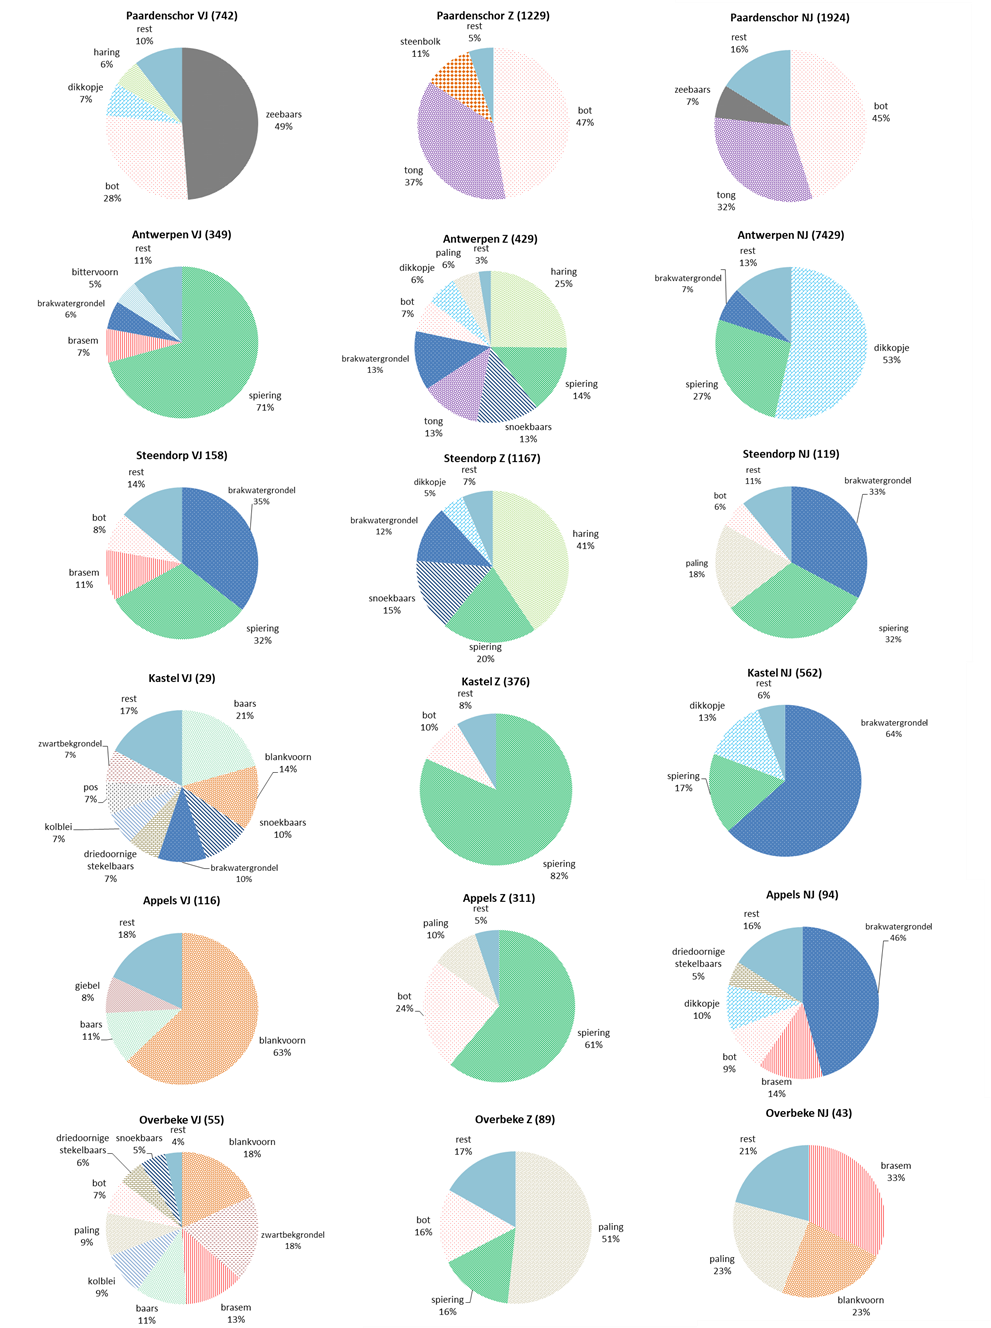 Paardenschor VJ (742)
rest
10%
haring
6%
dikkopje
7%
bot
28%
zeebaars
49%
Paardenschor Z (1229)
rest
5%
steenbolk
11%
tong
37%
bot
47%
Paardenschor NJ (1924)
rest
16%
zeebaars
7%
tong
32%
bot
45%
Antwerpen VJ (349)
rest
11%
bittervoorn
5%
brakwatergrondel
6%
brasem
7%
spiering
71%
Antwerpen Z (429)
rest
3%
paling
6%
dikkopje
6%
bot
7%
brakwatergrondel
13%
tong
13%
snoekbaars
13%
spiering
14%
haring
25%
Antwerpen NJ (7429)
rest
13%
brakwatergrondel
7%
spiering
27%
dikkopje
53%
Steendorp VJ 158)
rest
14%
bot
8%
brasem
11%
spiering
32%
brakwatergrondel
35%
Steendorp Z (1167)
rest
7%
dikkopje
5%
brakwatergrondel
12%
snoekbaars
15%
spiering
20%
haring
41%
Steendorp NJ (119)
rest
11%
bot
6%
paling
18%
spiering
32%
brakwatergrondel
33%
Kastel VJ (29)
rest
17%
zwartbekgrondel
7%
pos
7%
kolblei
7%
driedoornige
stekelbaars
7%
brakwatergrondel
10%
snoekbaars
10%
blankvoorn
14%
baars
21%
Kastel Z (376)
rest
8%
bot
10%
spiering
82%
Kastel NJ (562)
rest
6%
dikkopje
13%
spiering
17%
brakwatergrondel
64%
Appels VJ (116)
rest
18%
giebel
8%
baars
11%
blankvoorn
63%
Appels Z (311)
rest
5%
paling
10%
bot
24%
spiering
61%
Appels NJ (94)
rest
16%
driedoornige
stekelbaars
5%
dikkopje
10%
bot
9%
brasem
14%
brakwatergrondel
46%
Overbeke VJ (55)
rest
4%
snoekbaars
5%
driedoornige
stekelbaars
6%
bot
7%
paling
9%
kolblei
9%
baars
11%
brasem
13%
zwartbekgrondel
18%
blankvoorn
18%
Overbeke Z (89)
rest
17%
bot
16%
spiering
16%
paling
51%
Overbeke NJ (43)
rest
21%
paling
23%
blankvoorn
23%
brasem
33%